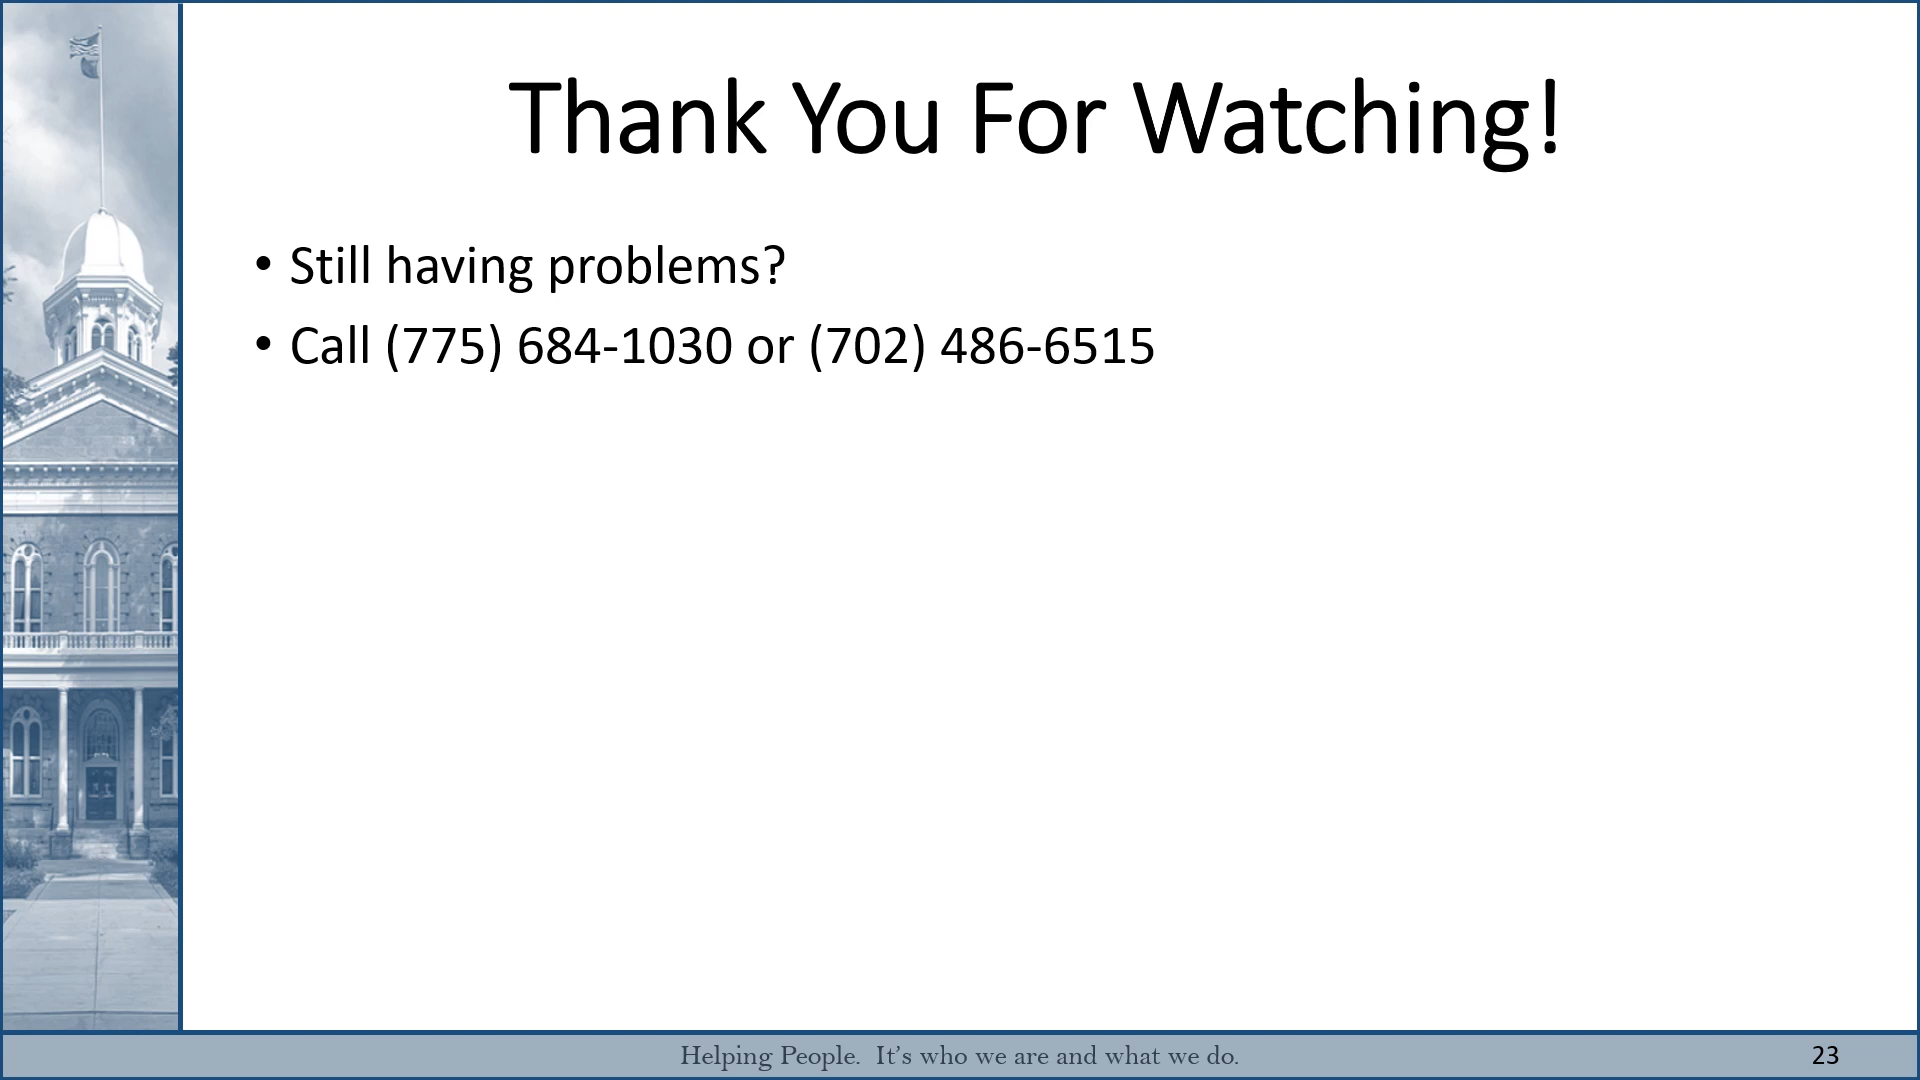 Thank You For Watching!
• Still having problems?
• Call (775) 684-1030 or (702) 486-6515
Helping People.  It’s who we are and what we do.
23